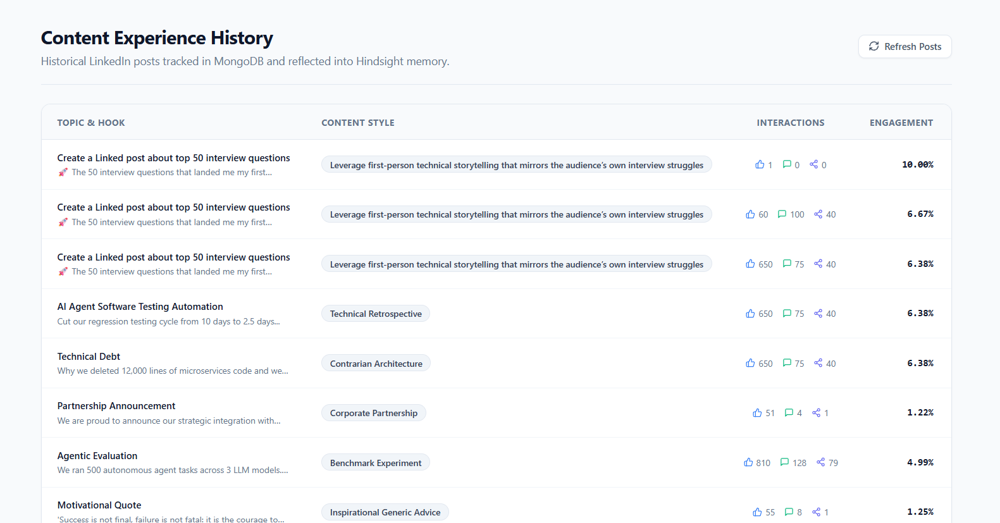 Content Experience History
Historical LinkedIn posts tracked in MongoDB and reflected into Hindsight memory.
Refresh Posts
TOPIC & HOOK CONTENT STYLE INTERACTIONS ENGAGEMENT
Create a Linked post about top 50 interview questions
🚀 The 50 interview questions that landed me my first...
Leverage first-person technical storytelling that mirrors the audience’s own interview struggles
1 0 0
10.00%
Create a Linked post about top 50 interview questions
🚀 The 50 interview questions that landed me my first...
Leverage first-person technical storytelling that mirrors the audience’s own interview struggles
60 100 40
6.67%
Create a Linked post about top 50 interview questions
🚀 The 50 interview questions that landed me my first...
Leverage first-person technical storytelling that mirrors the audience’s own interview struggles
650 75 40
6.38%
AI Agent Software Testing Automation
Cut our regression testing cycle from 10 days to 2.5 days...
Technical Retrospective
650 75 40
6.38%
Technical Debt
Why we deleted 12,000 lines of microservices code and we...
Contrarian Architecture
650 75 40
6.38%
Partnership Announcement
We are proud to announce our strategic integration with...
Corporate Partnership
51 4 1
1.22%
Agentic Evaluation
We ran 500 autonomous agent tasks across 3 LLM models....
Benchmark Experiment
810 128 79
4.99%
Motivational Quote
'Success is not final, failure is not fatal: it is the courage to...
Inspirational Generic Advice
55 8 1
1.25%